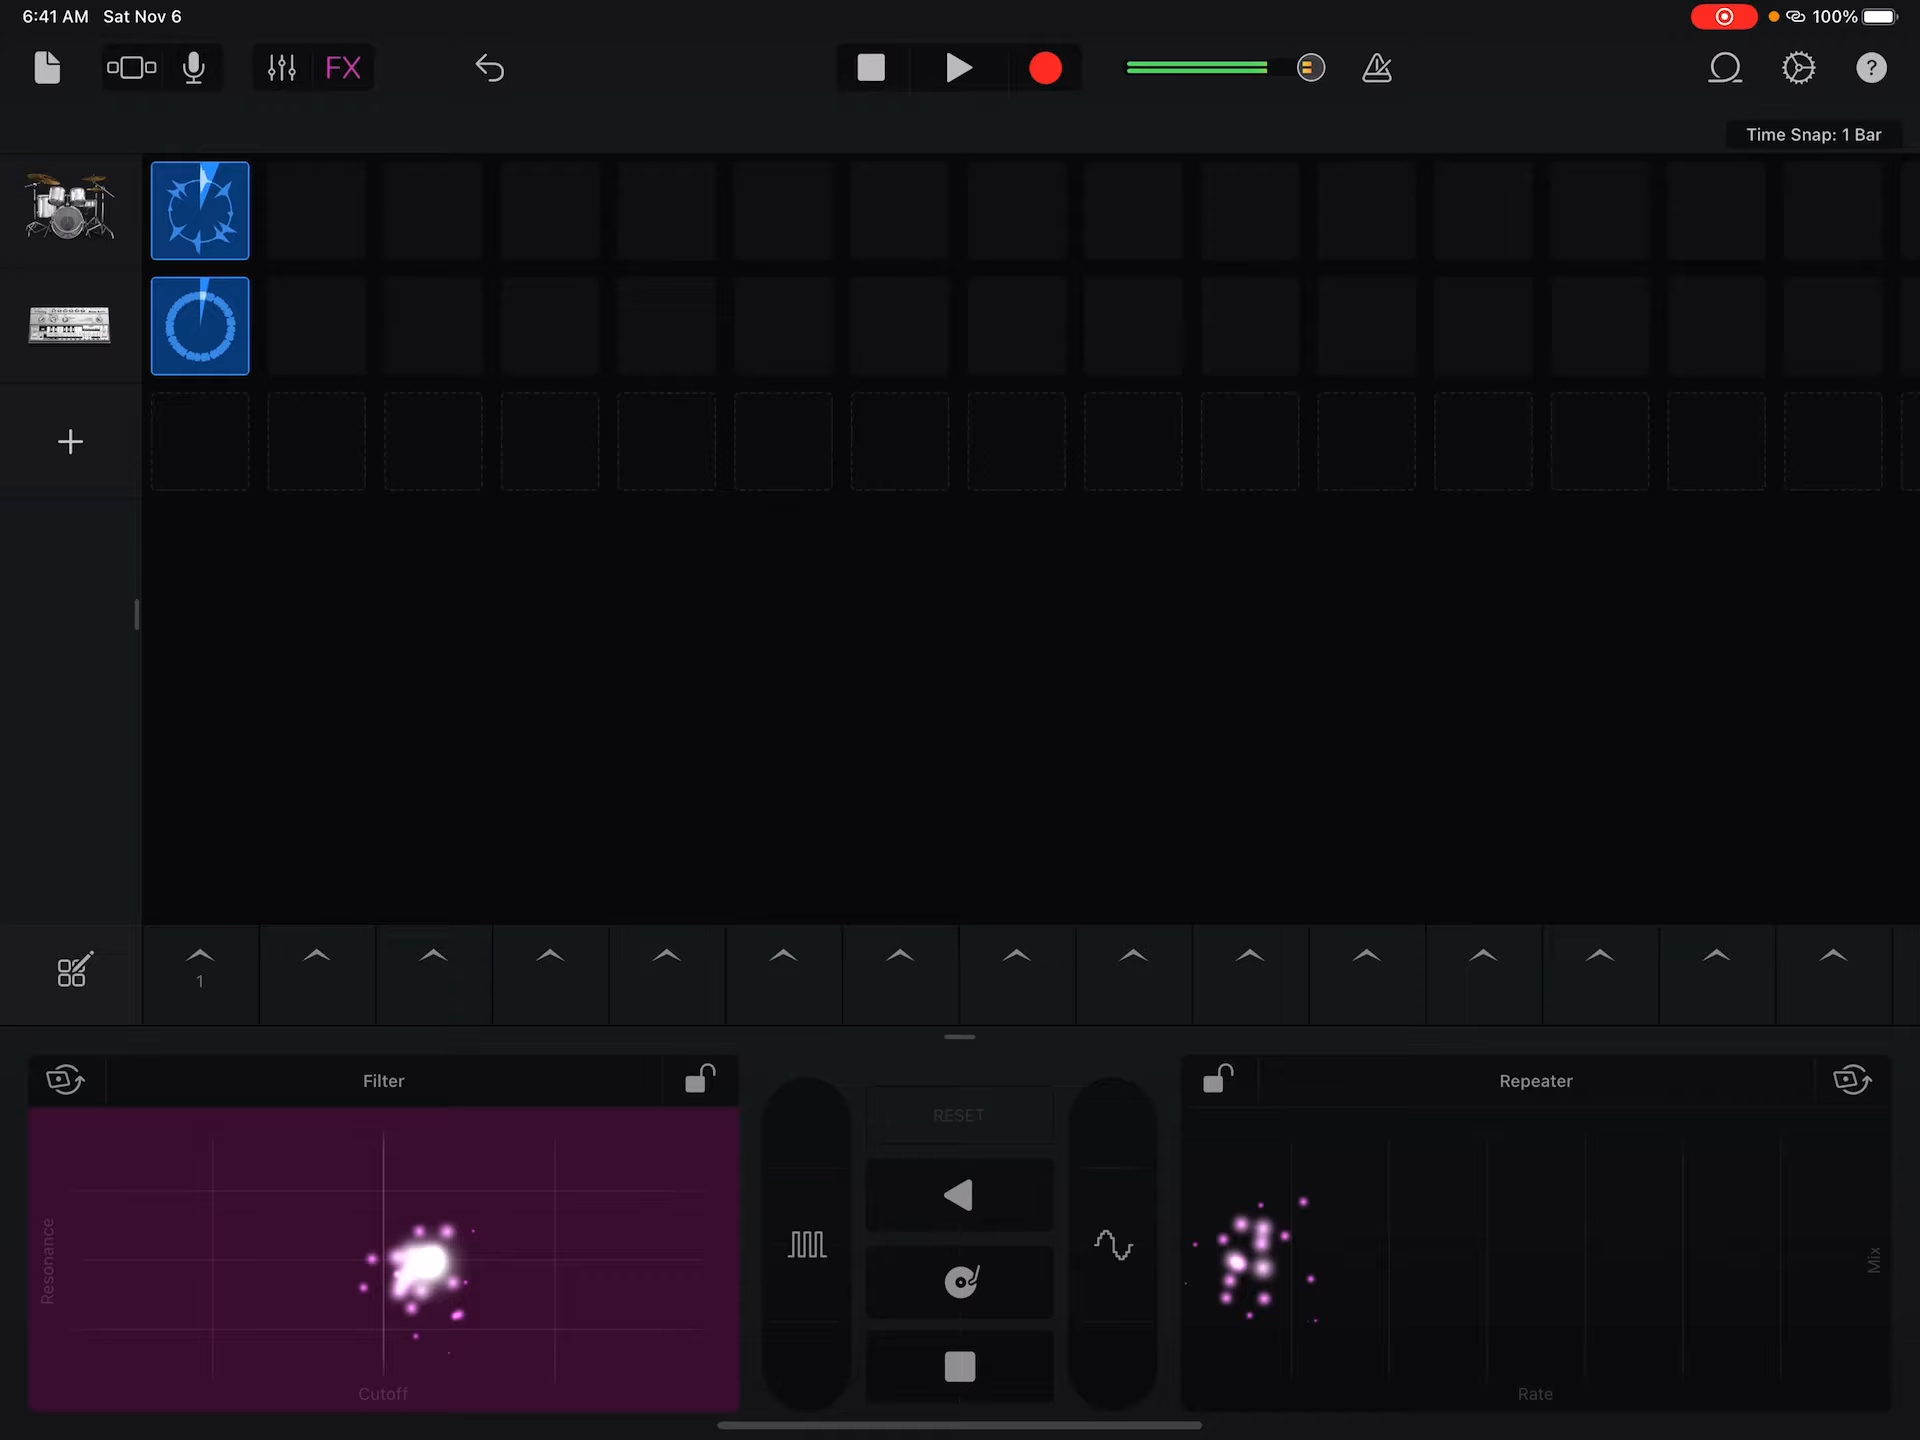 6:41 AM Sat Nov 6
100%
FX
Time Snap: 1 Bar
1
Filter
RESET
Repeater
Resonance
Mix
Cutoff
Rate